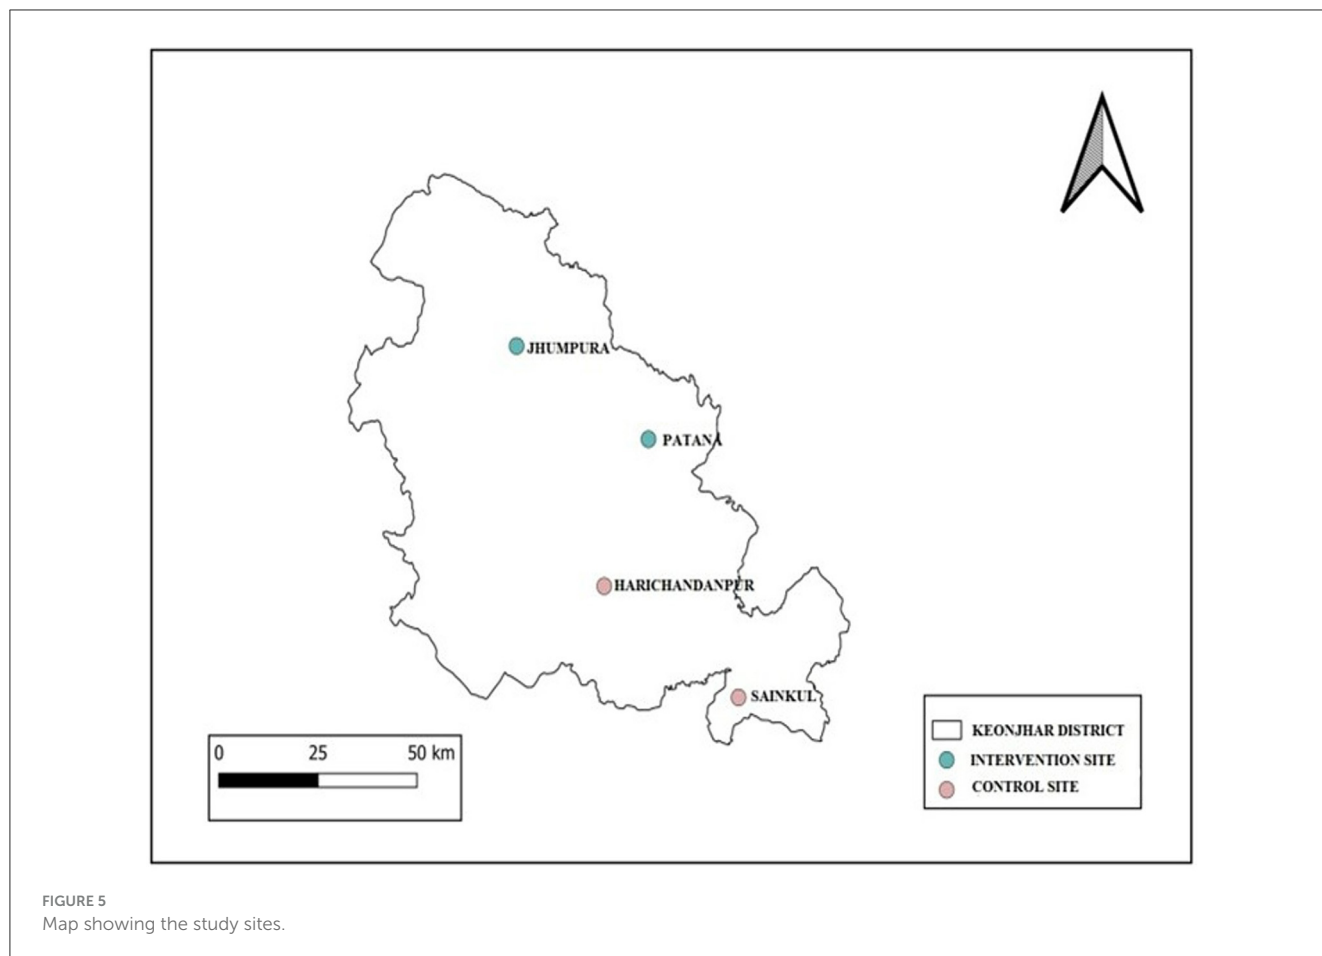 JHUMPURA
PATANA
HARICHANDANPUR
SAINKUL
0 25 50 km
KEONJHAR DISTRICT
INTERVENTION SITE
CONTROL SITE
FIGURE 5
Map showing the study sites.